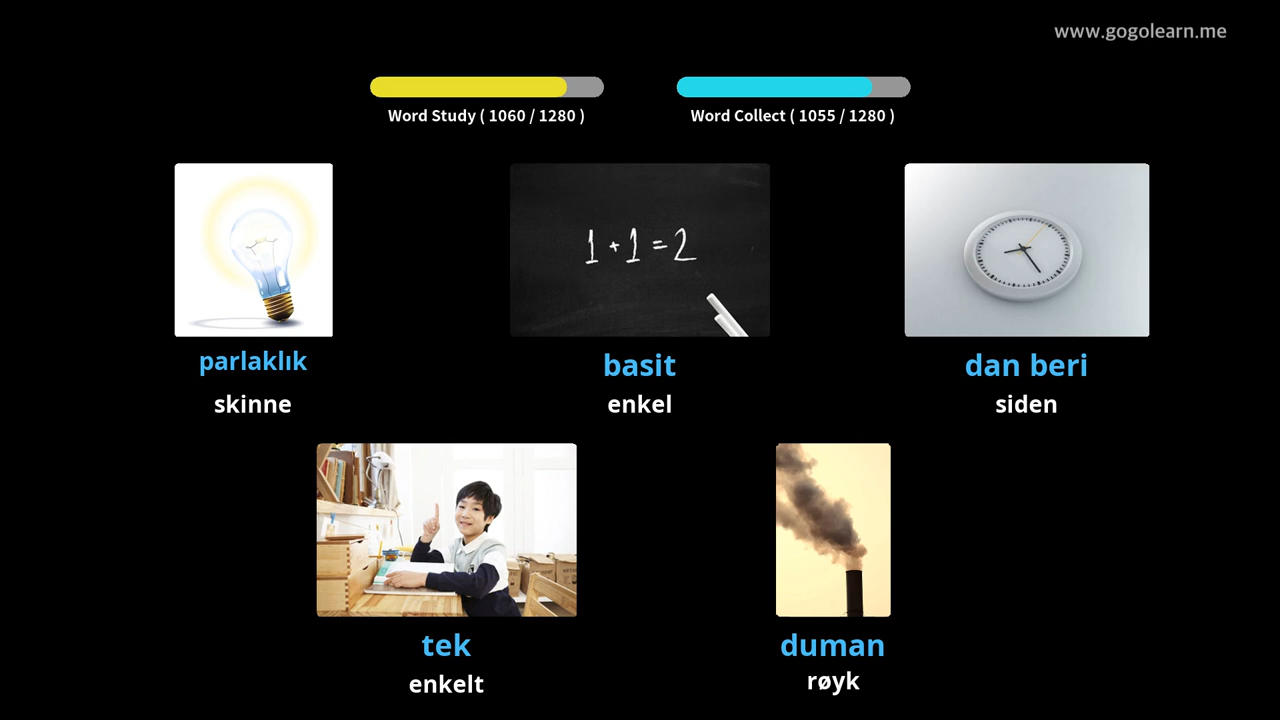 www.gogolearn.me
Word Study ( 1060 / 1280 )
Word Collect ( 1055 / 1280 )
1 + 1 = 2
parlaklık
skinne
basit
enkel
dan beri
siden
tek
enkelt
duman
røyk